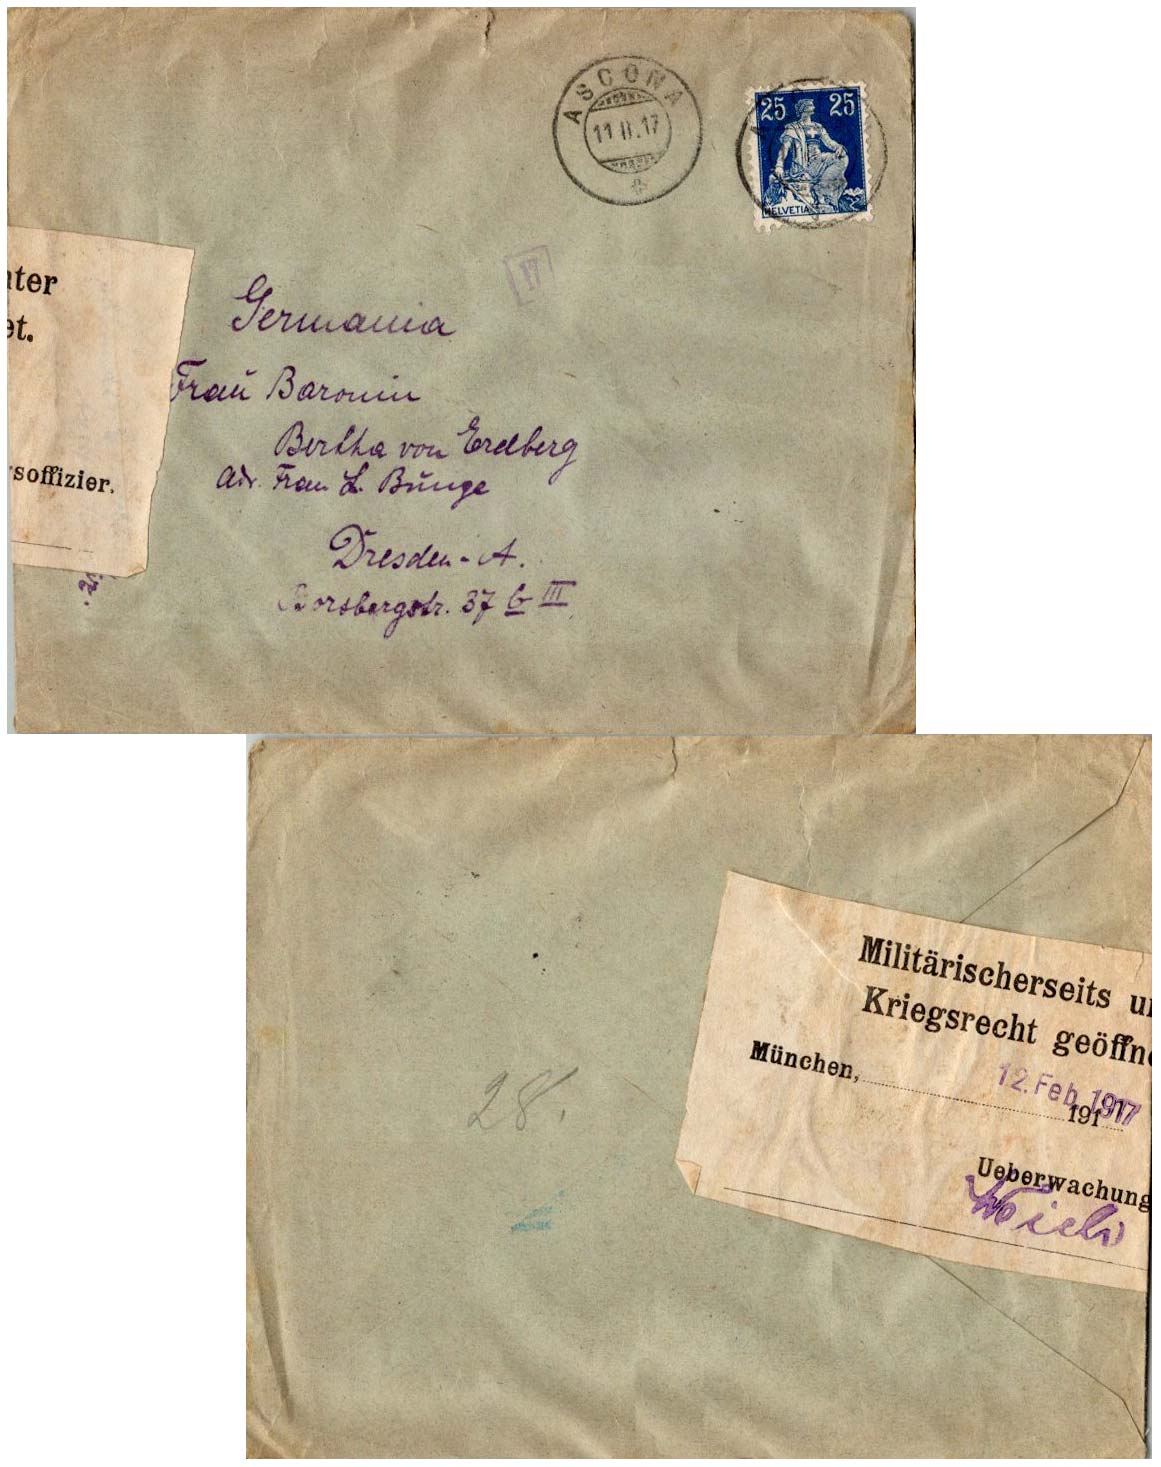 ASCONA
11.II.17
25 25
HELVETIA
17
nter
et.
Germania
Frau Baronin
Bertha von Erdberg
adr. Frau L. Bunge
soffizier.
Dresden-A.
Borsbergstr. 37 b III
Militärischerseits un
Kriegsrecht geöffne
München, 12. Feb. 1917
191
28.
Ueberwachung